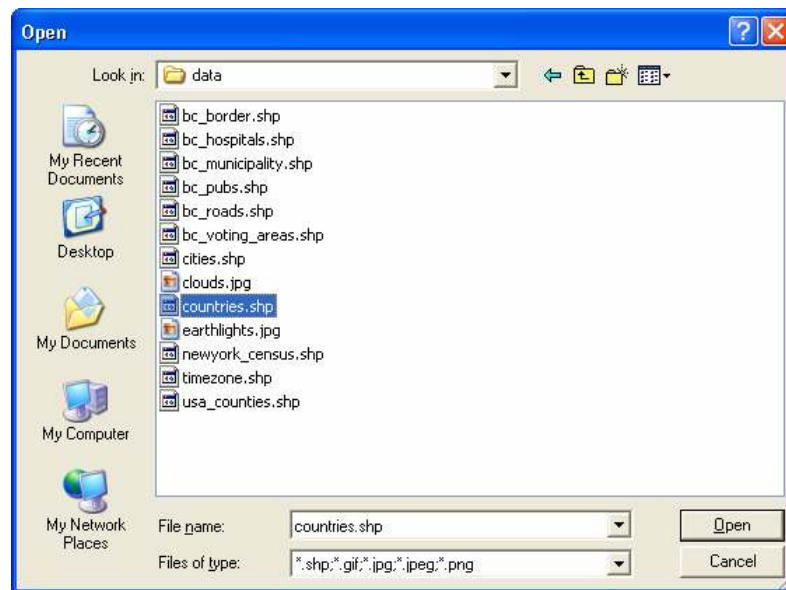 Open
Look in: data
My Recent Documents
Desktop
My Documents
My Computer
My Network Places
bc_border.shp
bc_hospitals.shp
bc_municipality.shp
bc_pubs.shp
bc_roads.shp
bc_voting_areas.shp
cities.shp
clouds.jpg
countries.shp
earthlights.jpg
newyork_census.shp
timezone.shp
usa_counties.shp
File name: countries.shp Open
Files of type: *.shp;*.gif;*.jpg;*.jpeg;*.png Cancel